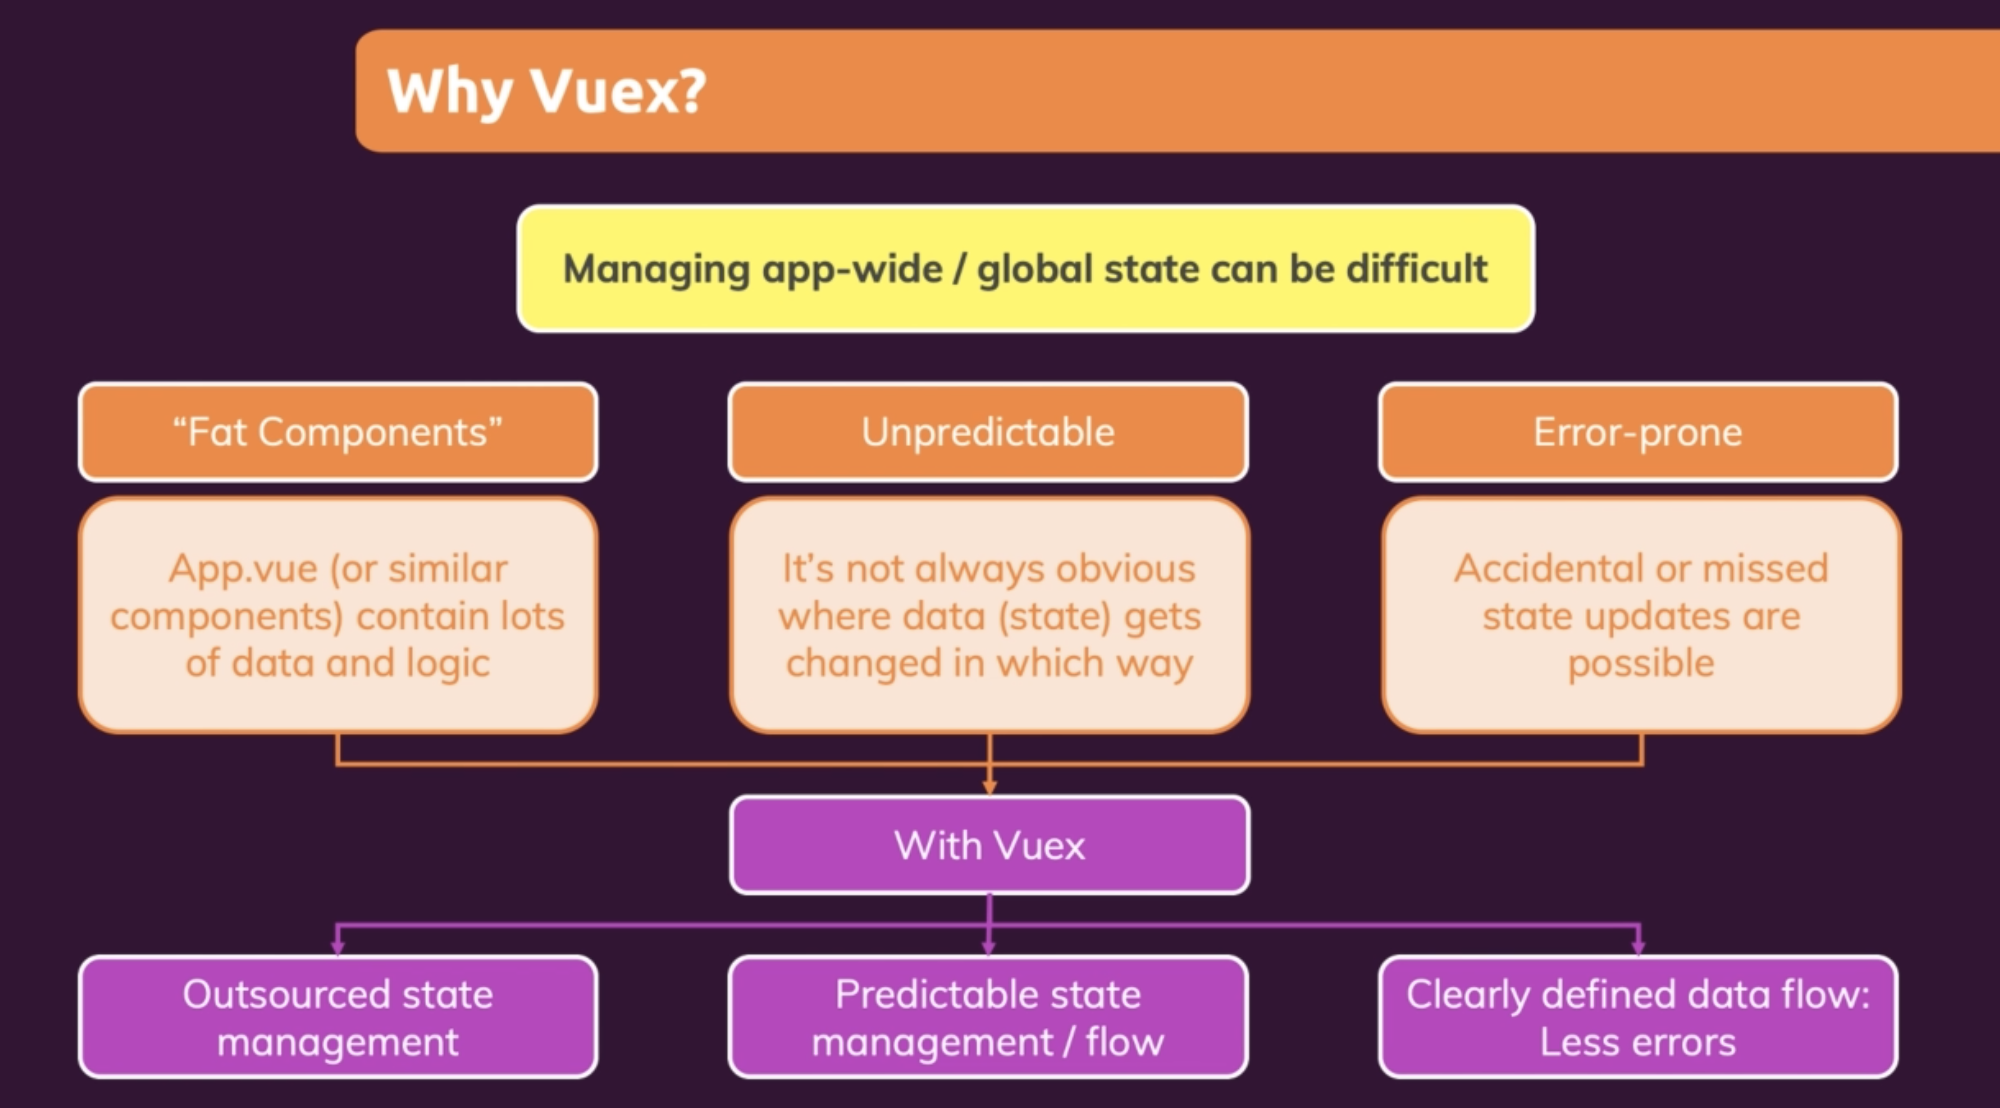 Why Vuex?
Managing app-wide / global state can be difficult
“Fat Components”
App.vue (or similar
components) contain lots
of data and logic
Unpredictable
It’s not always obvious
where data (state) gets
changed in which way
Error-prone
Accidental or missed
state updates are
possible
With Vuex
Outsourced state
management
Predictable state
management / flow
Clearly defined data flow:
Less errors